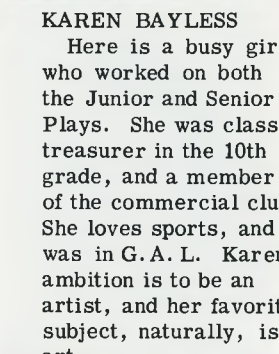 KAREN BAYLESS
Here is a busy gir
who worked on both
the Junior and Senior
Plays. She was class
treasurer in the 10th
grade, and a member
of the commercial clu
She loves sports, and
was in G. A. L. Karen
ambition is to be an
artist, and her favorit
subject, naturally, is
art